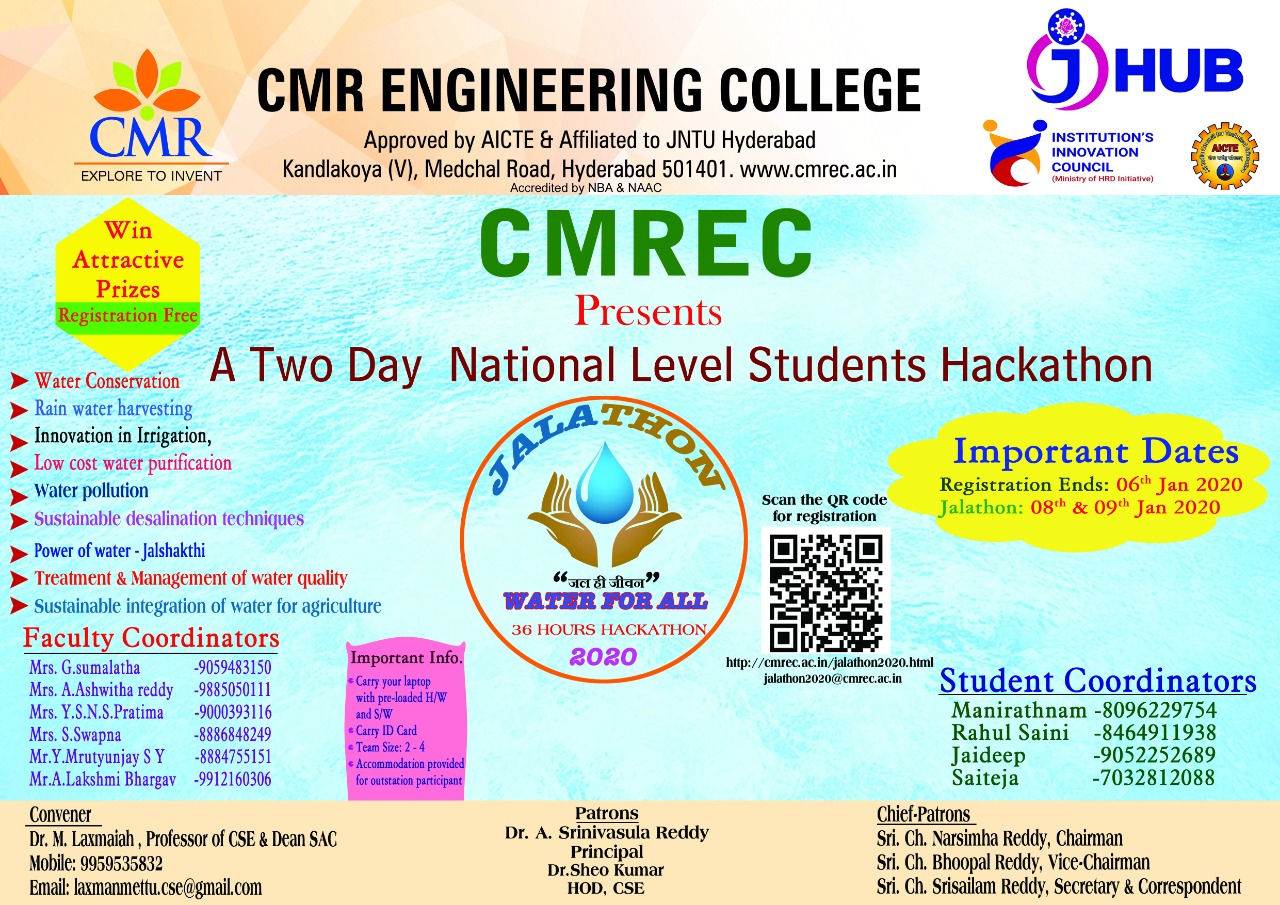 CMR
EXPLORE TO INVENT
CMR ENGINEERING COLLEGE
Approved by AICTE & Affiliated to JNTU Hyderabad
Kandlakoya (V), Medchal Road, Hyderabad 501401. www.cmrec.ac.in
Accredited by NBA & NAAC
J HUB
INSTITUTION'S
INNOVATION
COUNCIL
(Ministry of HRD Initiative)
AICTE
Win
Attractive
Prizes
Registration Free
CMREC
Presents
A Two Day National Level Students Hackathon
Water Conservation
Rain water harvesting
Innovation in Irrigation,
Low cost water purification
Water pollution
Sustainable desalination techniques
Power of water - Jalshakthi
Treatment & Management of water quality
Sustainable integration of water for agriculture
JALATHON
“जल ही जीवन”
WATER FOR ALL
36 HOURS HACKATHON
2020
Scan the QR code
for registration
http://cmrec.ac.in/jalathon2020.html
jalathon2020@cmrec.ac.in
Important Dates
Registration Ends: 06th Jan 2020
Jalathon: 08th & 09th Jan 2020
Faculty Coordinators
Mrs. G.sumalatha -9059483150
Mrs. A.Ashwitha reddy -9885050111
Mrs. Y.S.N.S.Pratima -9000393116
Mrs. S.Swapna -8886848249
Mr.Y.Mrutyunjay S Y -8884755151
Mr.A.Lakshmi Bhargav -9912160306
Important Info.
Carry your laptop
with pre-loaded H/W
and S/W
Carry ID Card
Team Size: 2 - 4
Accommodation provided
for outstation participant
Student Coordinators
Manirathnam -8096229754
Rahul Saini -8464911938
Jaideep -9052252689
Saiteja -7032812088
Convener
Dr. M. Laxmaiah , Professor of CSE & Dean SAC
Mobile: 9959535832
Email: laxmanmettu.cse@gmail.com
Patrons
Dr. A. Srinivasula Reddy
Principal
Dr.Sheo Kumar
HOD, CSE
Chief-Patrons
Sri. Ch. Narsimha Reddy, Chairman
Sri. Ch. Bhoopal Reddy, Vice-Chairman
Sri. Ch. Srisailam Reddy, Secretary & Correspondent